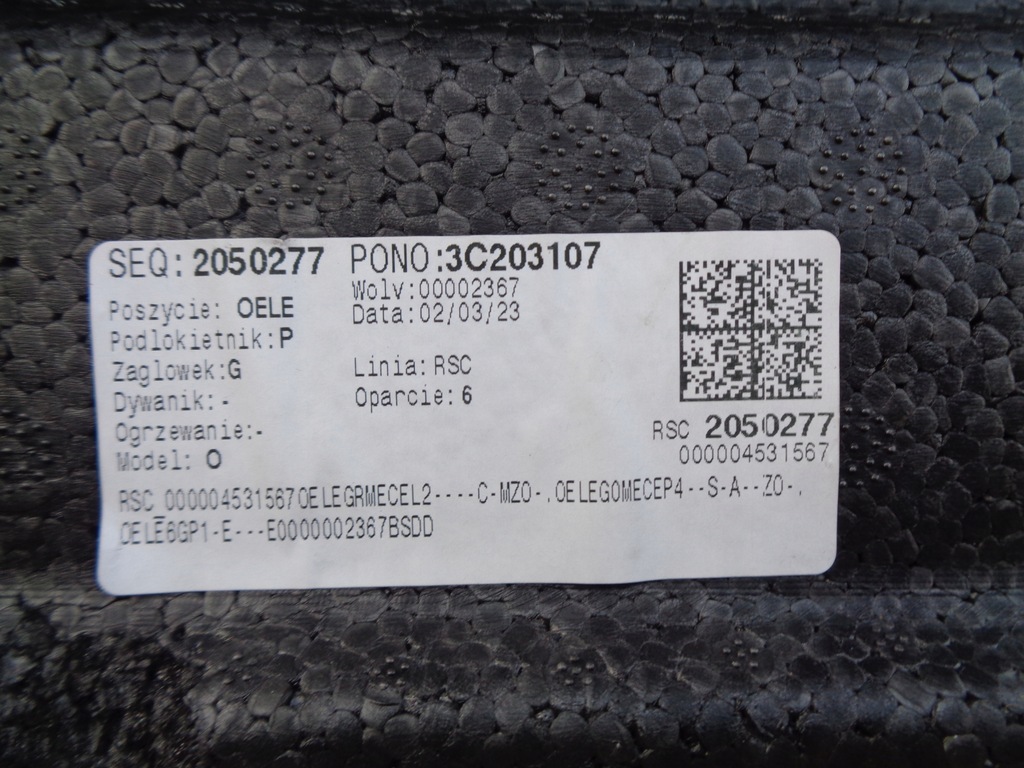 SEQ: 2050277 PONO:3C203107
Wolv:00002367
Poszycie: OELE Data:02/03/23
Podlokietnik:P
Zaglowek:G Linia:RSC
Dywanik:- Oparcie:6
Ogrzewanie:-
Model: O
RSC 2050277
000004531567
RSC 000004531567OELEGRMECEL2----C-MZO-.OELEGOMECEP4--S-A--ZO-.
OELE6GP1-E---E0000002367BSDD